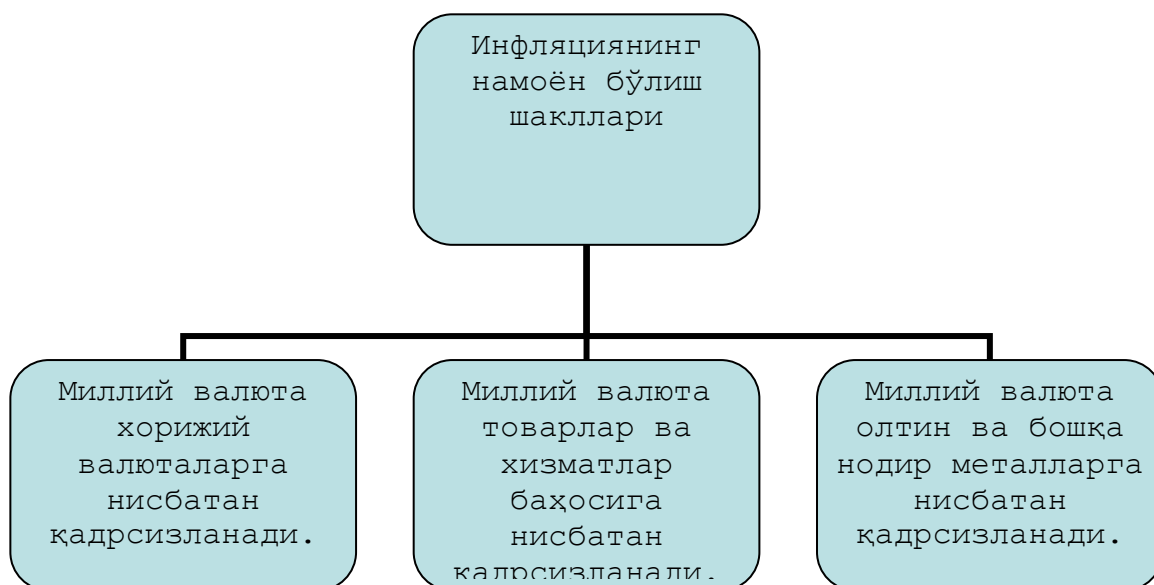 Инфляциянинг
намоён бўлиш
шакллари
Миллий валюта
хорижий
валюталарга
нисбатан
қадрсизланади.
Миллий валюта
товарлар ва
хизматлар
баҳосига
нисбатан
қадрсизланади.
Миллий валюта
олтин ва бошқа
нодир металларга
нисбатан
қадрсизланади.